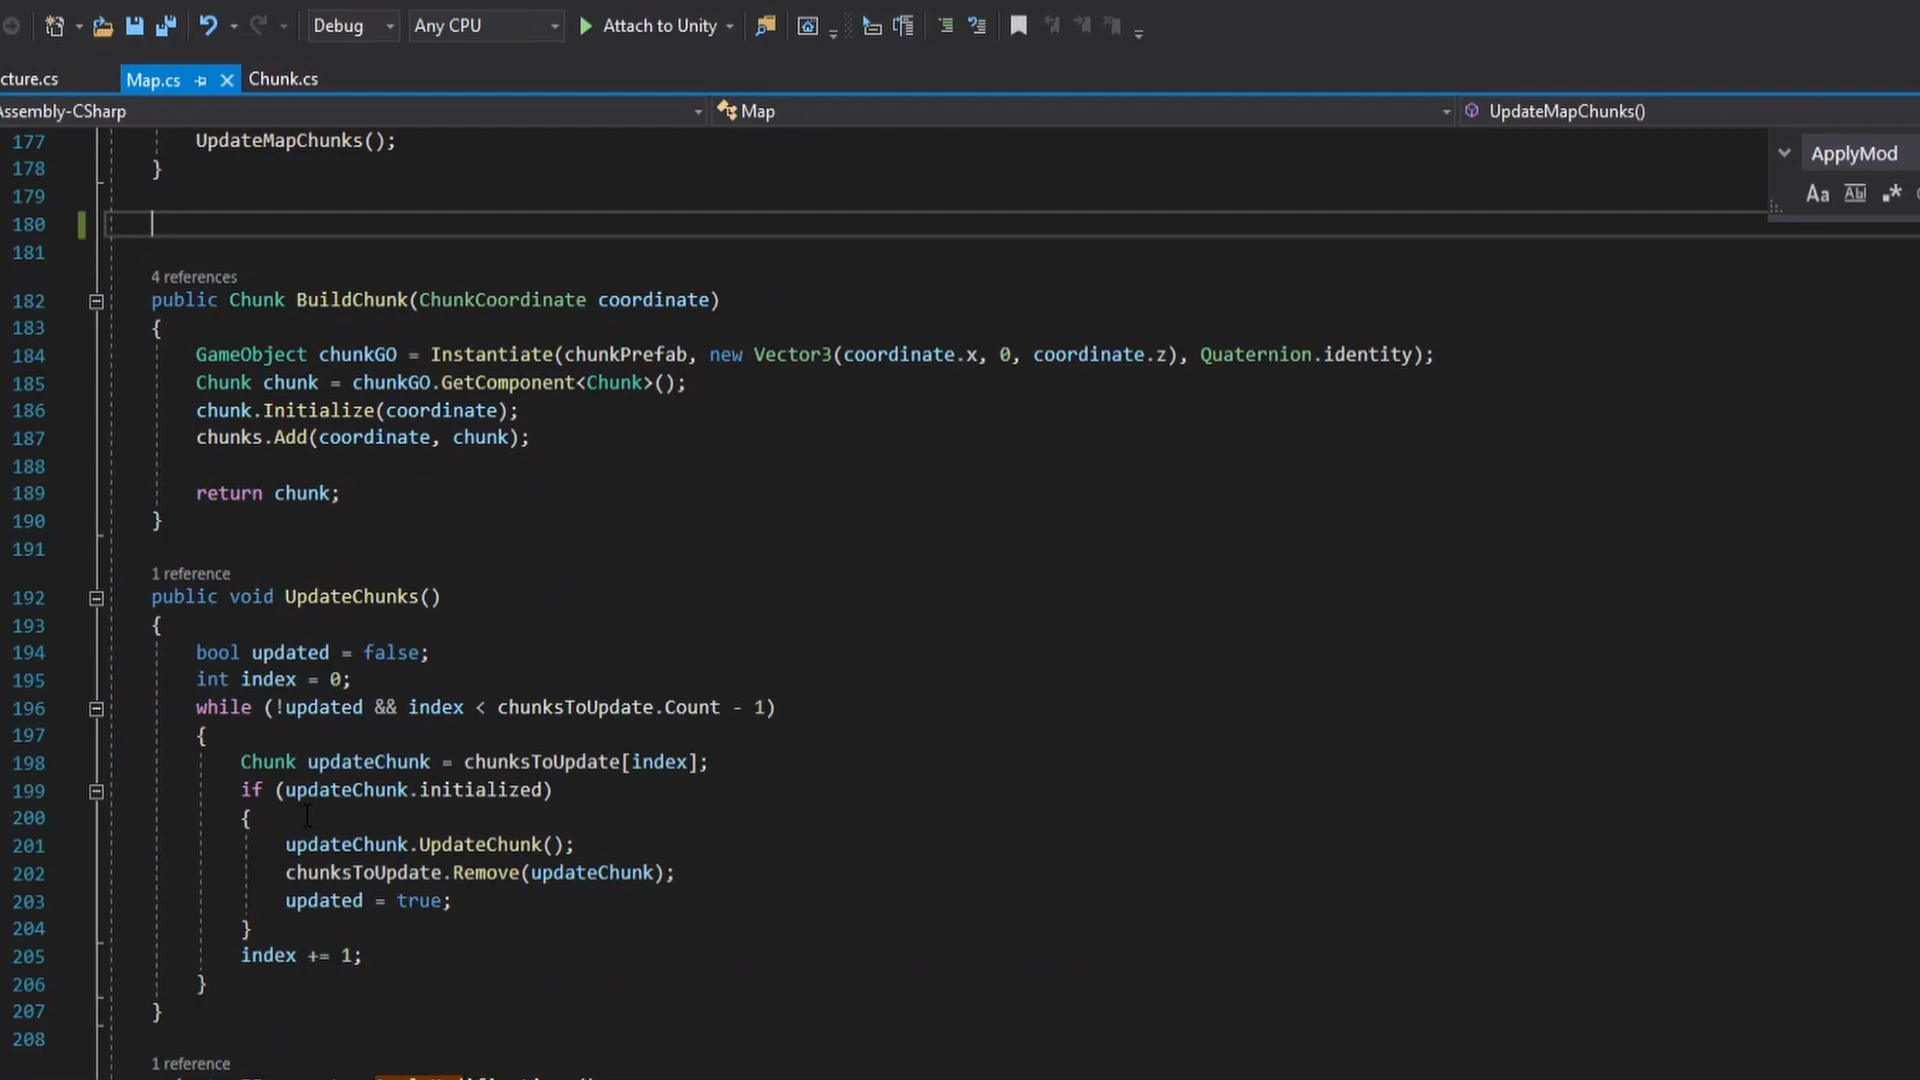 Debug Any CPU Attach to Unity
cture.cs Map.cs Chunk.cs
Assembly-CSharp Map UpdateMapChunks()
ApplyMod
Aa Abl .*
177 UpdateMapChunks();
178 }
179
180
181
4 references
182 public Chunk BuildChunk(ChunkCoordinate coordinate)
183 {
184 GameObject chunkGO = Instantiate(chunkPrefab, new Vector3(coordinate.x, 0, coordinate.z), Quaternion.identity);
185 Chunk chunk = chunkGO.GetComponent<Chunk>();
186 chunk.Initialize(coordinate);
187 chunks.Add(coordinate, chunk);
188
189 return chunk;
190 }
191
1 reference
192 public void UpdateChunks()
193 {
194 bool updated = false;
195 int index = 0;
196 while (!updated && index < chunksToUpdate.Count - 1)
197 {
198 Chunk updateChunk = chunksToUpdate[index];
199 if (updateChunk.initialized)
200 {
201 updateChunk.UpdateChunk();
202 chunksToUpdate.Remove(updateChunk);
203 updated = true;
204 }
205 index += 1;
206 }
207 }
208
1 reference